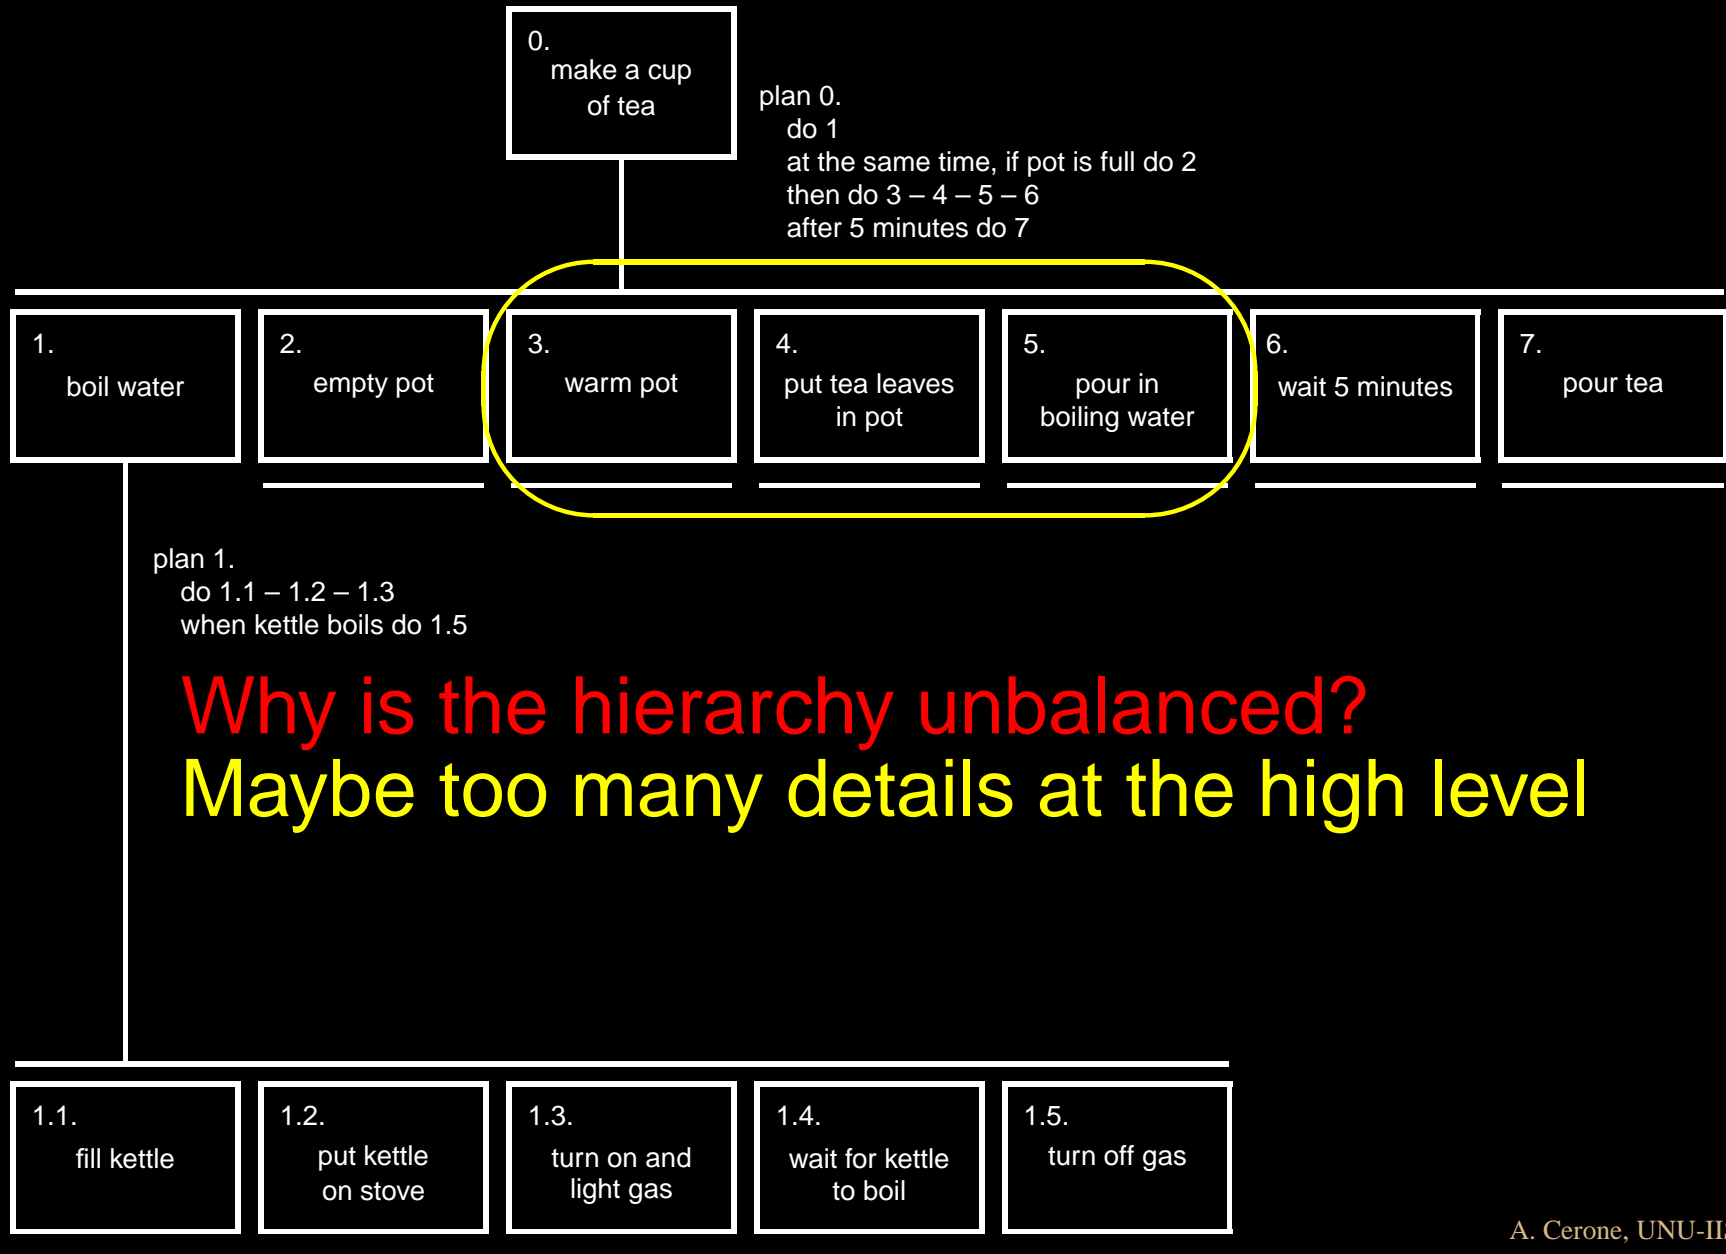 0.
make a cup
of tea
plan 0.
do 1
at the same time, if pot is full do 2
then do 3 – 4 – 5 – 6
after 5 minutes do 7
1.
boil water
2.
empty pot
3.
warm pot
4.
put tea leaves
in pot
5.
pour in
boiling water
6.
wait 5 minutes
7.
pour tea
plan 1.
do 1.1 – 1.2 – 1.3
when kettle boils do 1.5
Why is the hierarchy unbalanced?
Maybe too many details at the high level
1.1.
fill kettle
1.2.
put kettle
on stove
1.3.
turn on and
light gas
1.4.
wait for kettle
to boil
1.5.
turn off gas
A. Cerone,